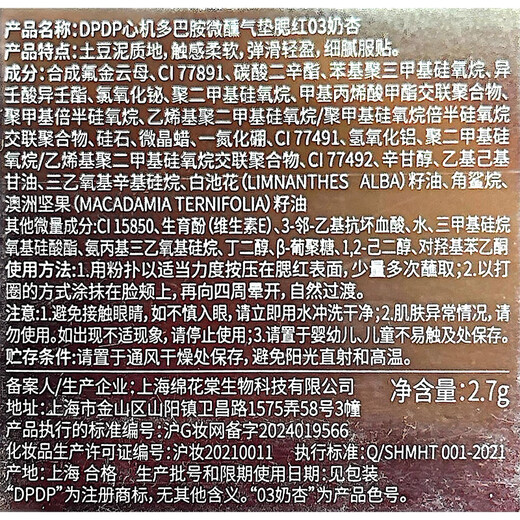 产品名称:DPDP心机多巴胺微醺气垫腮红03奶杏
产品特点:土豆泥质地,触感柔软,弹滑轻盈,细腻服贴。
成分:合成氟金云母、CI 77891、碳酸二辛酯、苯基聚三甲基硅氧烷、异
壬酸异壬酯、氯氧化铋、聚二甲基硅氧烷、甲基丙烯酸甲酯交联聚合物、
聚甲基倍半硅氧烷、乙烯基聚二甲基硅氧烷/聚甲基硅氧烷倍半硅氧烷
交联聚合物、硅石、微晶蜡、一氮化硼、CI 77491、氢氧化铝、聚二甲基硅
氧烷/乙烯基聚二甲基硅氧烷交联聚合物、CI 77492、辛甘醇、乙基己基
甘油、三乙氧基辛基硅烷、白池花(LIMNANTHES ALBA)籽油、角鲨烷、
澳洲坚果(MACADAMIA TERNIFOLIA)籽油
其他微量成分:CI 15850、生育酚(维生素E)、3-邻-乙基抗坏血酸、水、三甲基硅烷
氧基硅酸酯、氨丙基三乙氧基硅烷、丁二醇、β-葡聚糖、1,2-己二醇、对羟基苯乙酮
使用方法:1.用粉扑以适当力度按压在腮红表面,少量多次蘸取;2.以打
圈的方式涂抹在脸颊上,再向四周晕开,自然过渡。
注意:1.避免接触眼睛,如不慎入眼,请立即用水冲洗干净;2.肌肤异常情况,请
勿使用。如出现不适现象,请停止使用;3.请置于婴幼儿、儿童不易触及处保存。
贮存条件:请置于通风干燥处保存,避免阳光直射和高温。
备案人/生产企业:上海绵花棠生物科技有限公司
净含量:2.7g
地址:上海市金山区山阳镇卫昌路1575弄58号3幢
产品执行的标准编号:沪G妆网备字2024019566
化妆品生产许可证编号:沪妆20210011 执行标准:Q/SHMHT 001-2021
产地:上海 合格 生产批号和限期使用日期:见包装
"DPDP"为注册商标,无其他含义。"03奶杏"为产品色号。